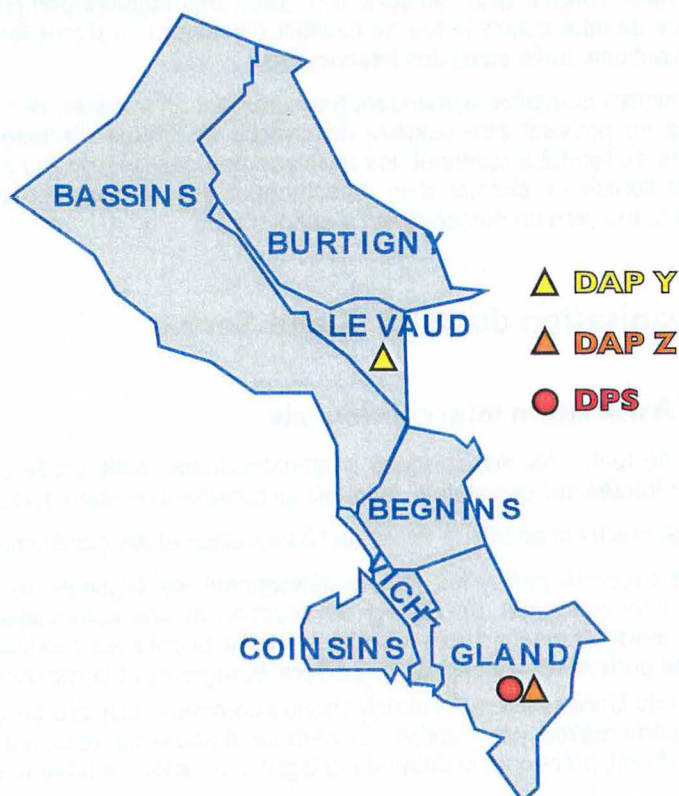 BASSINS
BURTIGNY
LE VAUD
DAP Y
DAP Z
DPS
BEGNINS
VICH
COINSINS
GLAND